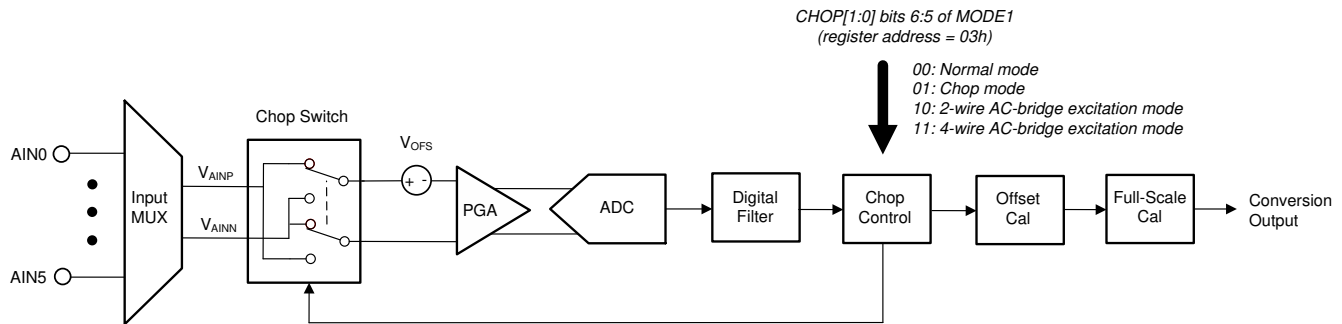 CHOP[1:0] bits 6:5 of MODE1
(register address = 03h)
00: Normal mode
01: Chop mode
10: 2-wire AC-bridge excitation mode
11: 4-wire AC-bridge excitation mode
Chop Switch
AIN0
AIN5
Input
MUX
VAINP
VAINN
VOFS
+ -
PGA
ADC
Digital
Filter
Chop
Control
Offset
Cal
Full-Scale
Cal
Conversion
Output